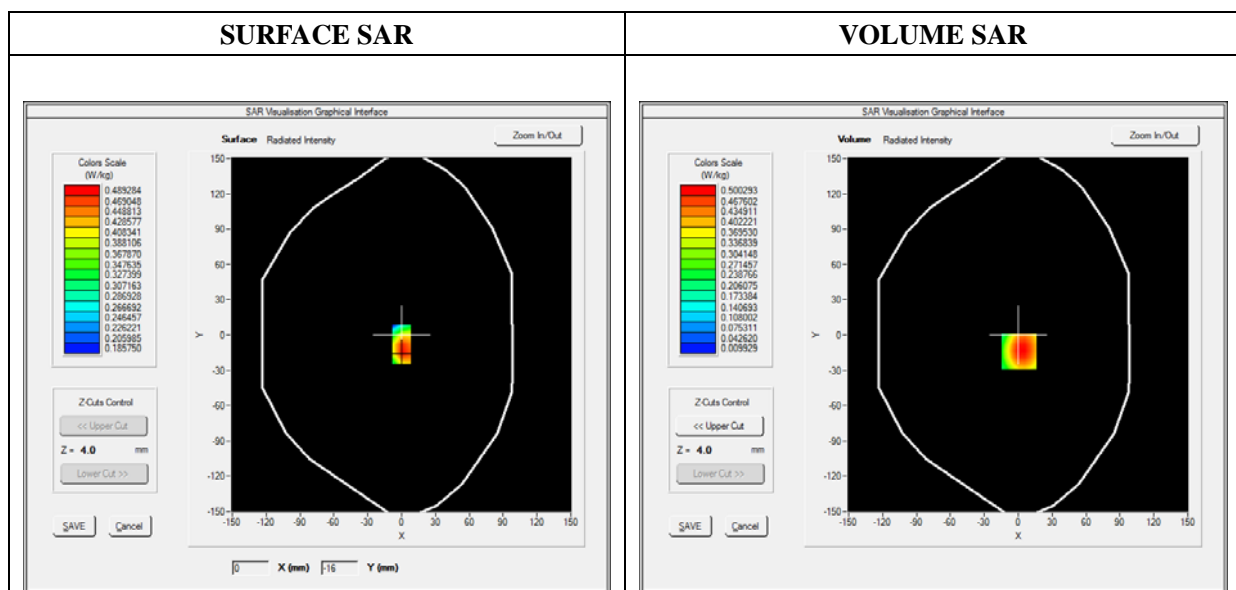 SURFACE SAR
VOLUME SAR
SAR Visualisation Graphical Interface
Surface Radiated Intensity
Zoom In/Out
Colors Scale
(W/kg)
0.489284
0.469048
0.448813
0.428577
0.408341
0.388106
0.367870
0.347635
0.327399
0.307163
0.286928
0.266692
0.246457
0.226221
0.205985
0.185750
Z-Cuts Control
<< Upper Cut
Z = 4.0 mm
Lower Cut >>
SAVE Cancel
Y
150
120
90
60
30
0
-30
-60
-90
-120
-150
-150 -120 -90 -60 -30 0 30 60 90 120 150
X
0 X (mm) -16 Y (mm)
SAR Visualisation Graphical Interface
Volume Radiated Intensity
Zoom In/Out
Colors Scale
(W/kg)
0.500293
0.467602
0.434911
0.402221
0.369530
0.336839
0.304148
0.271457
0.238766
0.206075
0.173384
0.140693
0.108002
0.075311
0.042620
0.009929
Z-Cuts Control
<< Upper Cut
Z = 4.0 mm
Lower Cut >>
SAVE Cancel
Y
150
120
90
60
30
0
-30
-60
-90
-120
-150
-150 -120 -90 -60 -30 0 30 60 90 120 150
X